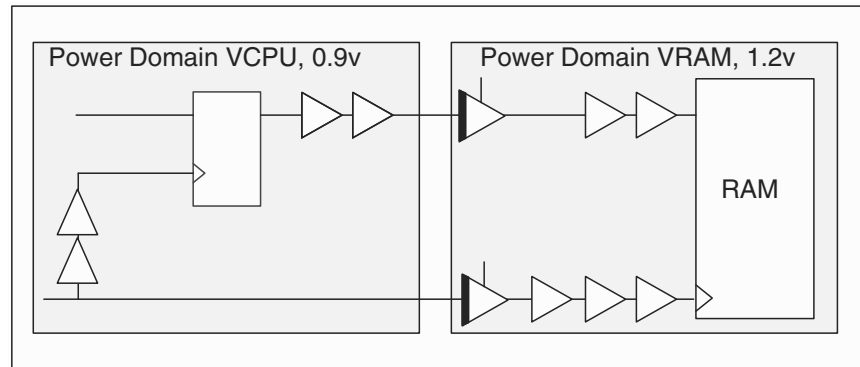 Power Domain VCPU, 0.9v
Power Domain VRAM, 1.2v
RAM